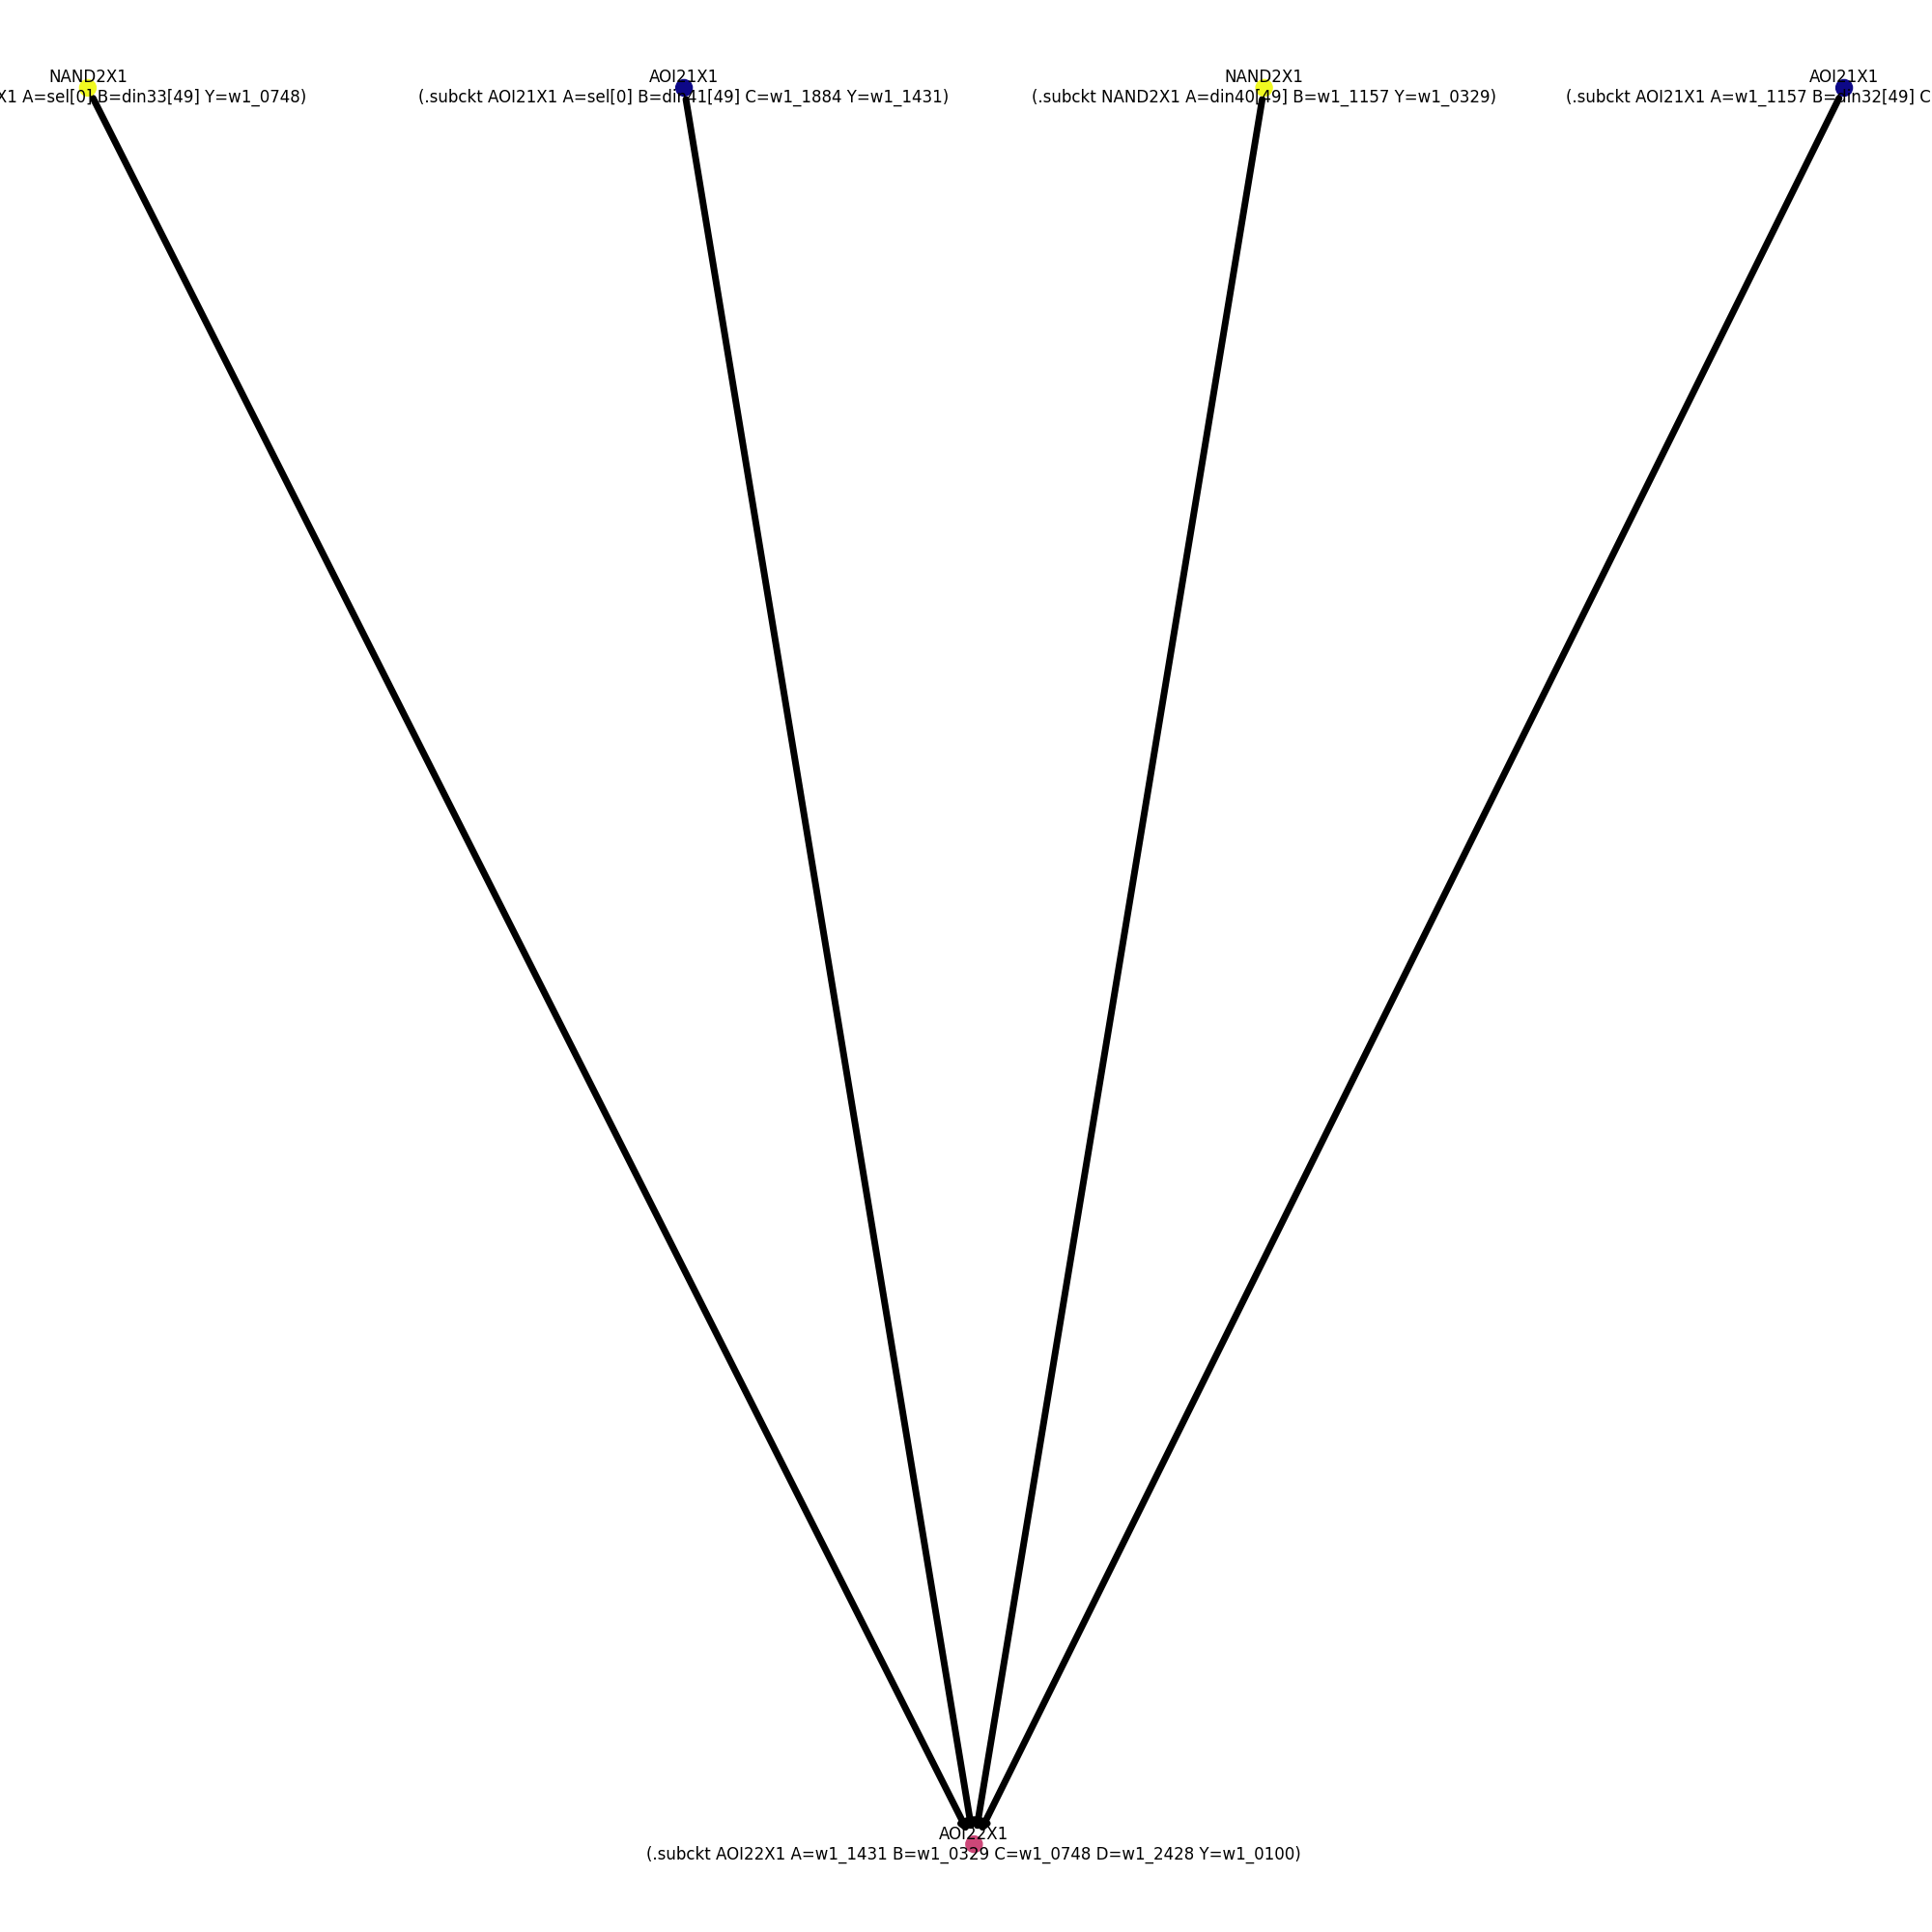 NAND2X1
X1 A=sel[0] B=din33[49] Y=w1_0748)
AOI21X1
(.subckt AOI21X1 A=sel[0] B=din41[49] C=w1_1884 Y=w1_1431)
NAND2X1
(.subckt NAND2X1 A=din40[49] B=w1_1157 Y=w1_0329)
AOI21X1
(.subckt AOI21X1 A=w1_1157 B=din32[49] C
AOI22X1
(.subckt AOI22X1 A=w1_1431 B=w1_0329 C=w1_0748 D=w1_2428 Y=w1_0100)